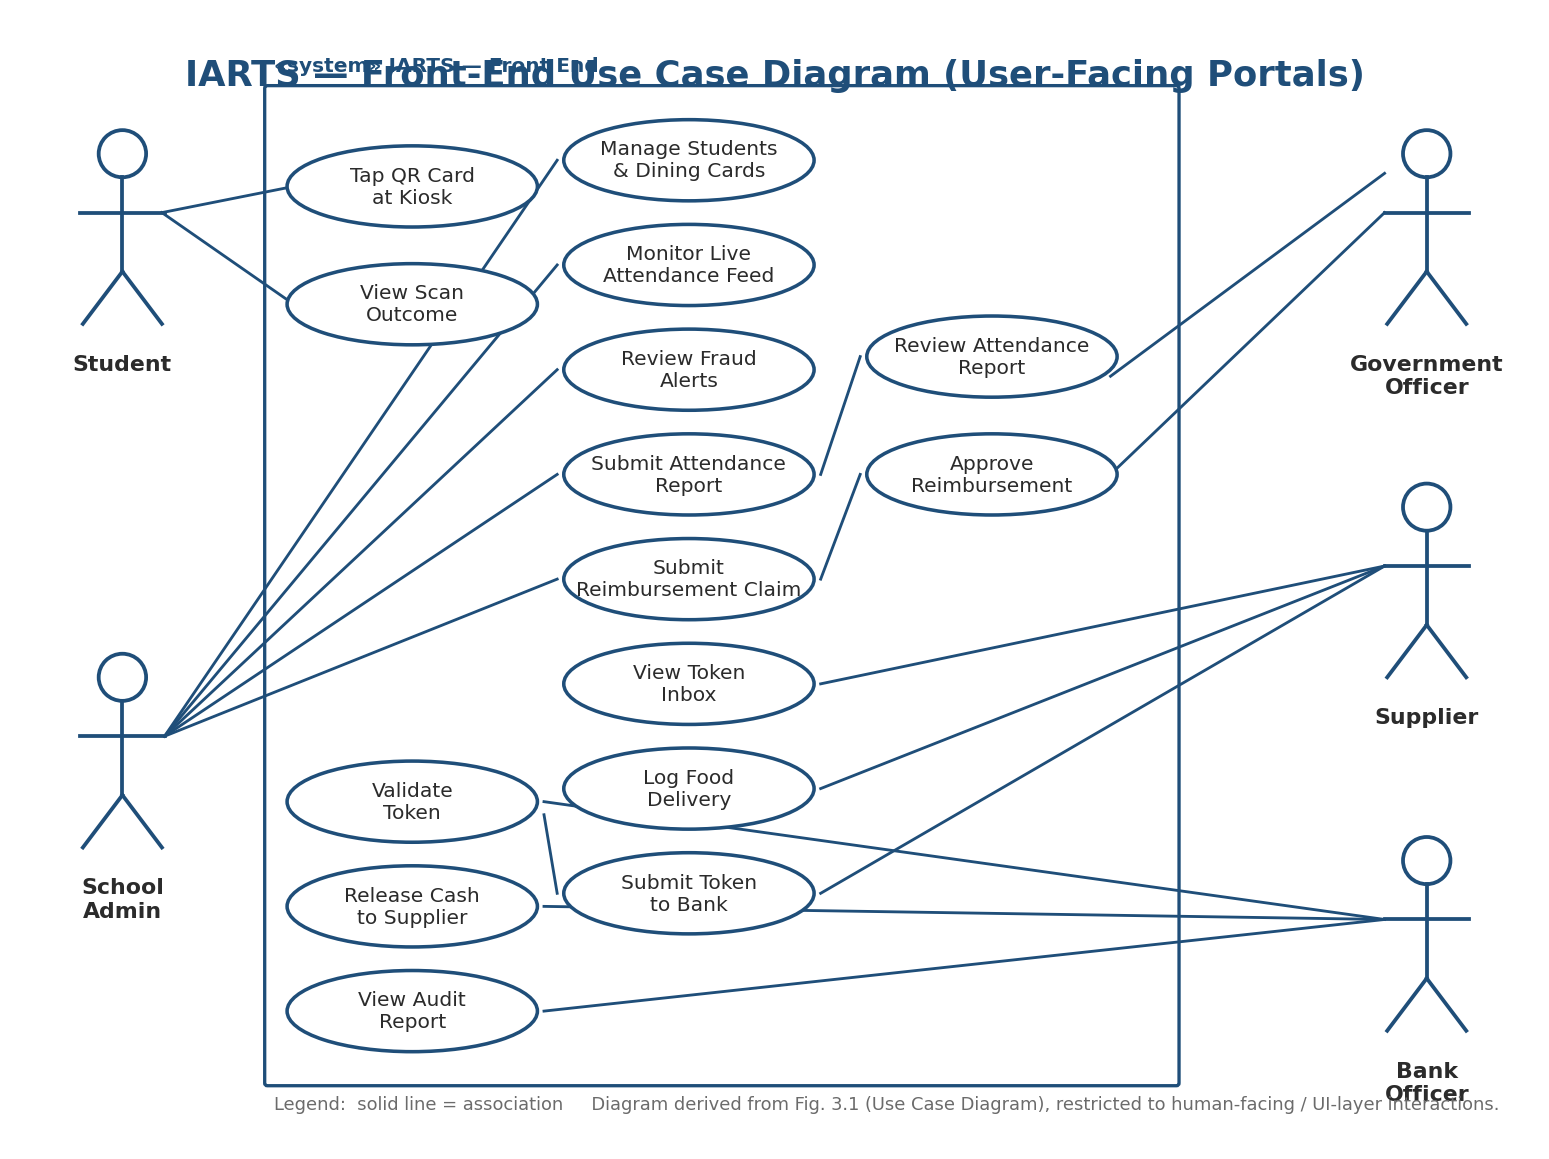 IARTS — Front-End Use Case Diagram (User-Facing Portals)
«system» IARTS — Front End
Tap QR Card
at Kiosk
View Scan
Outcome
Manage Students
& Dining Cards
Monitor Live
Attendance Feed
Review Fraud
Alerts
Submit Attendance
Report
Submit
Reimbursement Claim
View Token
Inbox
Log Food
Delivery
Submit Token
to Bank
Review Attendance
Report
Approve
Reimbursement
Validate
Token
Release Cash
to Supplier
View Audit
Report
Student
School
Admin
Government
Officer
Supplier
Bank
Officer
Legend: solid line = association Diagram derived from Fig. 3.1 (Use Case Diagram), restricted to human-facing / UI-layer interactions.